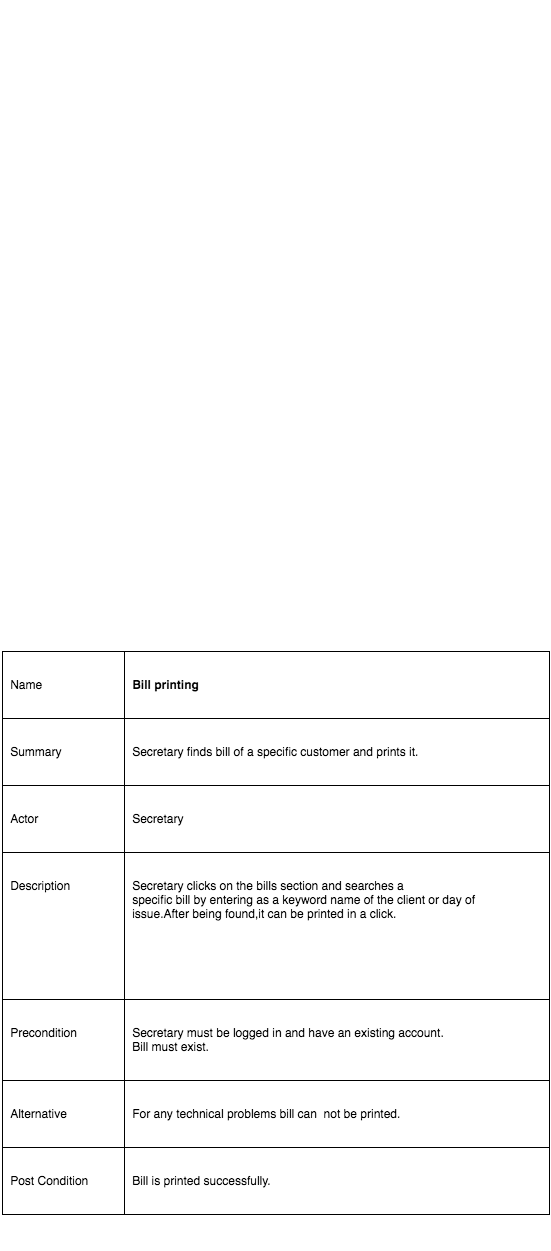 Name
Bill printing
Summary
Secretary finds bill of a specific customer and prints it.
Actor
Secretary
Description
Secretary clicks on the bills section and searches a
specific bill by entering as a keyword name of the client or day of
issue.After being found,it can be printed in a click.
Precondition
Secretary must be logged in and have an existing account.
Bill must exist.
Alternative
For any technical problems bill can  not be printed.
Post Condition
Bill is printed successfully.